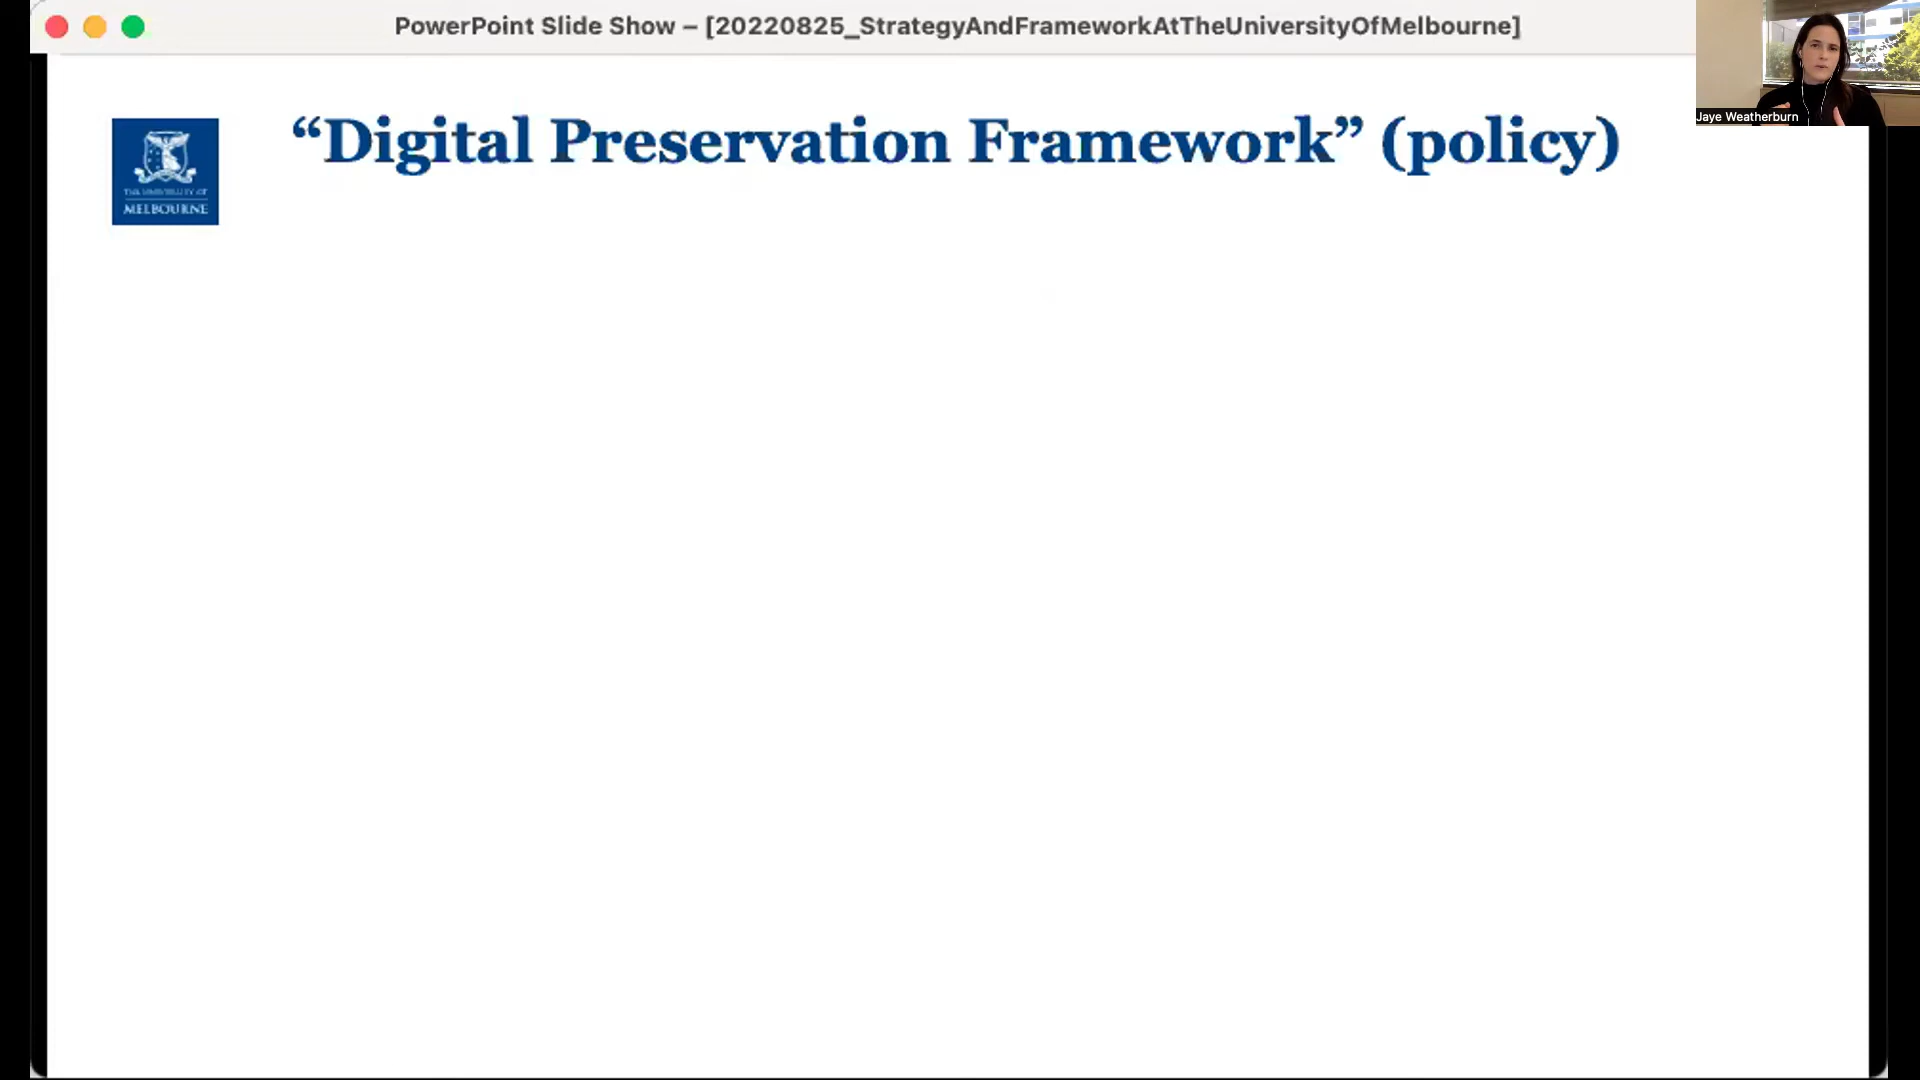 PowerPoint Slide Show – [20220825_StrategyAndFrameworkAtTheUniversityOfMelbourne]
Jaye Weatherburn
“Digital Preservation Framework” (policy)
THE UNIVERSITY OF
MELBOURNE